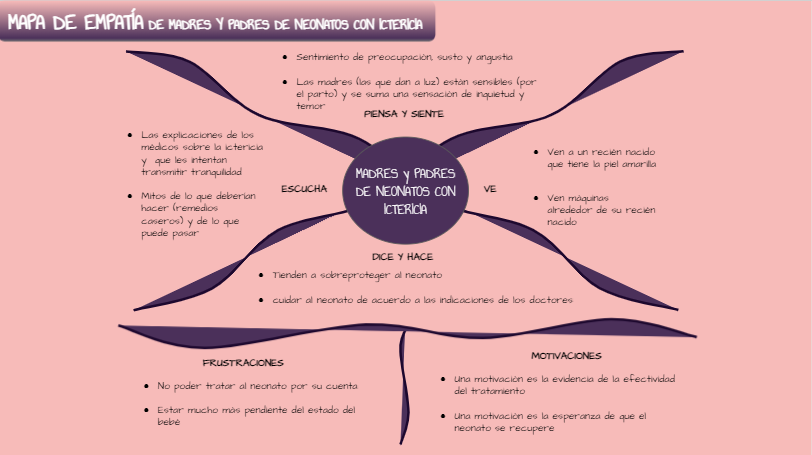 MAPA DE EMPATÍA DE MADRES Y PADRES DE NEONATOS CON ICTERICIA
• Sentimiento de preocupación, susto y angustia
• Las madres (las que dan a luz) están sensibles (por
el parto) y se suma una sensación de inquietud y
temor
PIENSA Y SIENTE
• Las explicaciones de los
médicos sobre la ictericia
y que les intentan
transmitir tranquilidad
• Mitos de lo que deberían
hacer (remedios
caseros) y de lo que
puede pasar
ESCUCHA
MADRES y PADRES
DE NEONATOS CON
ICTERICIA
VE
• Ven a un recién nacido
que tiene la piel amarilla
• Ven máquinas
alrededor de su recién
nacido
DICE Y HACE
• Tienden a sobreproteger al neonato
• cuidar al neonato de acuerdo a las indicaciones de los doctores
FRUSTRACIONES
• No poder tratar al neonato por su cuenta
• Estar mucho más pendiente del estado del
bebé
MOTIVACIONES
• Una motivación es la evidencia de la efectividad
del tratamiento
• Una motivación es la esperanza de que el
neonato se recupere